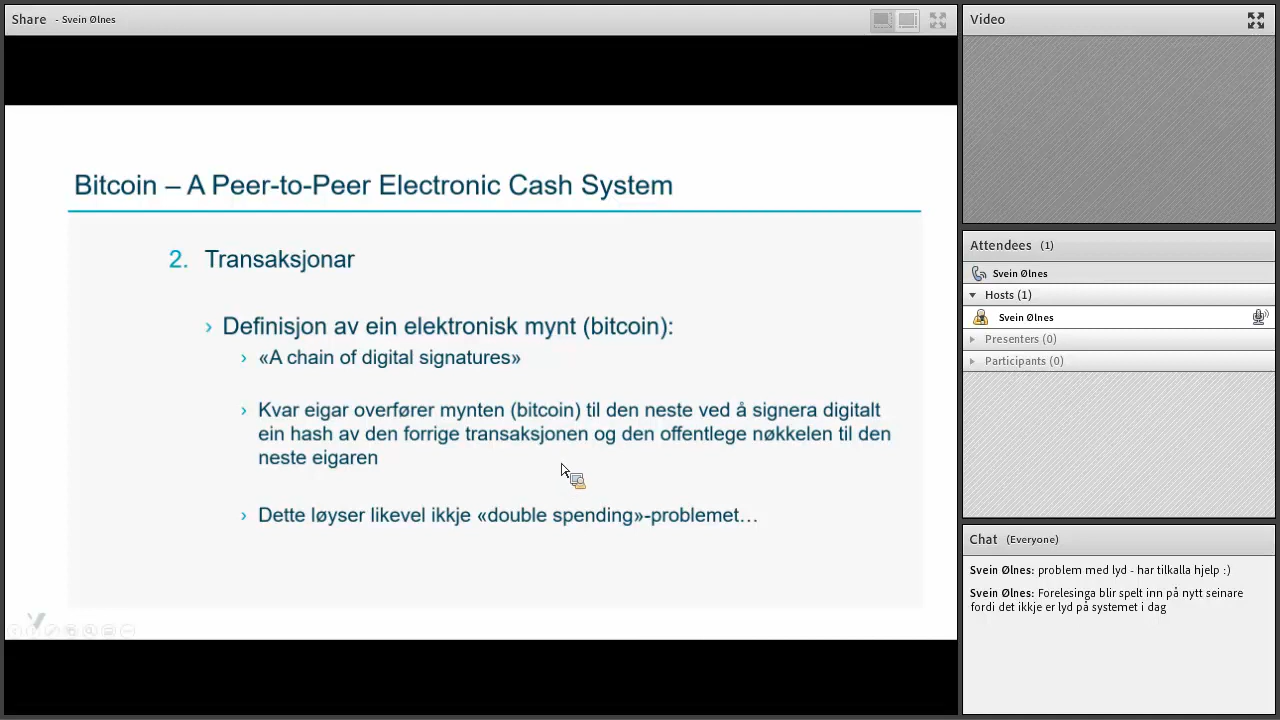 Share - Svein Ølnes
Bitcoin – A Peer-to-Peer Electronic Cash System
2. Transaksjonar
› Definisjon av ein elektronisk mynt (bitcoin):
› «A chain of digital signatures»
› Kvar eigar overfører mynten (bitcoin) til den neste ved å signera digitalt
ein hash av den forrige transaksjonen og den offentlege nøkkelen til den
neste eigaren
› Dette løyser likevel ikkje «double spending»-problemet…
Video
Attendees (1)
Svein Ølnes
Hosts (1)
Svein Ølnes
Presenters (0)
Participants (0)
Chat (Everyone)
Svein Ølnes: problem med lyd - har tilkalla hjelp :)
Svein Ølnes: Forelesinga blir spelt inn på nytt seinare
fordi det ikkje er lyd på systemet i dag